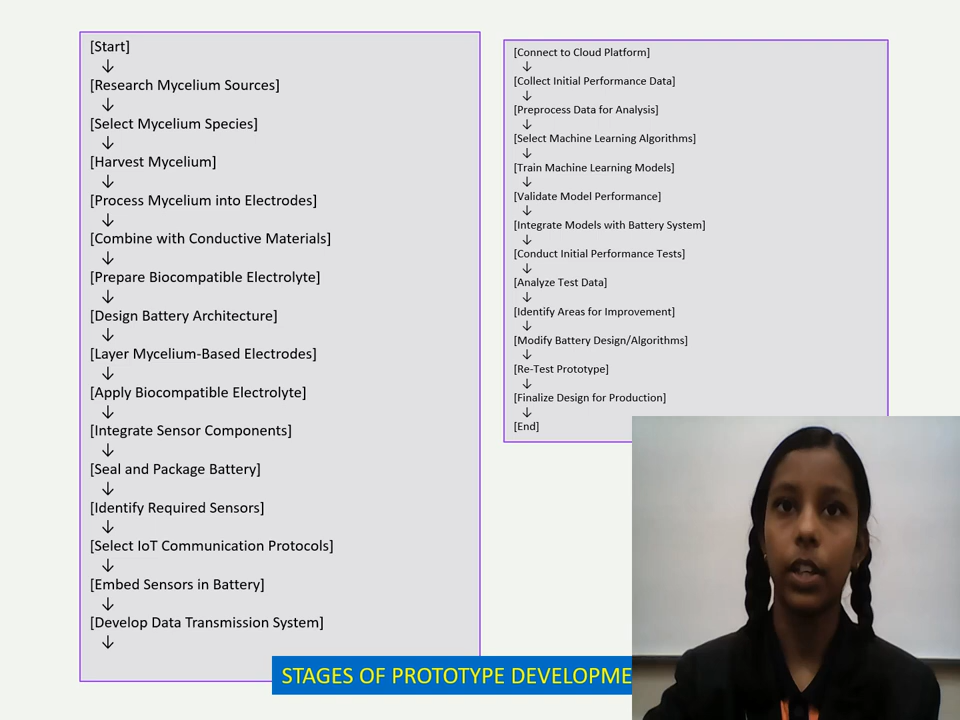 [Start]
↓
[Research Mycelium Sources]
↓
[Select Mycelium Species]
↓
[Harvest Mycelium]
↓
[Process Mycelium into Electrodes]
↓
[Combine with Conductive Materials]
↓
[Prepare Biocompatible Electrolyte]
↓
[Design Battery Architecture]
↓
[Layer Mycelium-Based Electrodes]
↓
[Apply Biocompatible Electrolyte]
↓
[Integrate Sensor Components]
↓
[Seal and Package Battery]
↓
[Identify Required Sensors]
↓
[Select IoT Communication Protocols]
↓
[Embed Sensors in Battery]
↓
[Develop Data Transmission System]
↓
[Connect to Cloud Platform]
↓
[Collect Initial Performance Data]
↓
[Preprocess Data for Analysis]
↓
[Select Machine Learning Algorithms]
↓
[Train Machine Learning Models]
↓
[Validate Model Performance]
↓
[Integrate Models with Battery System]
↓
[Conduct Initial Performance Tests]
↓
[Analyze Test Data]
↓
[Identify Areas for Improvement]
↓
[Modify Battery Design/Algorithms]
↓
[Re-Test Prototype]
↓
[Finalize Design for Production]
↓
[End]
STAGES OF PROTOTYPE DEVELOPME